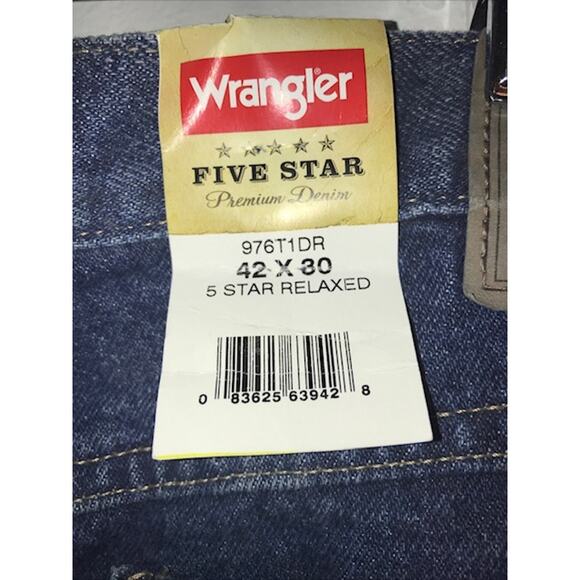 Wrangler®
FIVE STAR
Premium Denim
976T1DR
42 X 30
5 STAR RELAXED
0 83625 63942 8